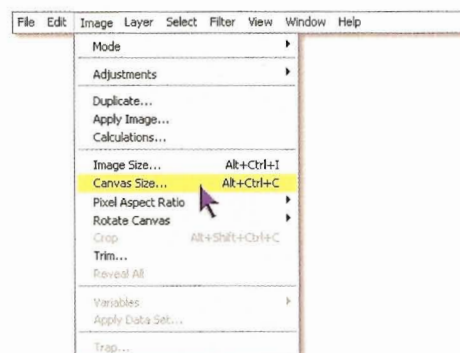 File Edit Image Layer Select Filter View Window Help
Mode
Adjustments
Duplicate...
Apply Image...
Calculations...
Image Size... Alt+Ctrl+I
Canvas Size... Alt+Ctrl+C
Pixel Aspect Ratio
Rotate Canvas
Crop Alt+Shift+Ctrl+C
Trim...
Reveal All
Variables
Apply Data Set...
Trap...